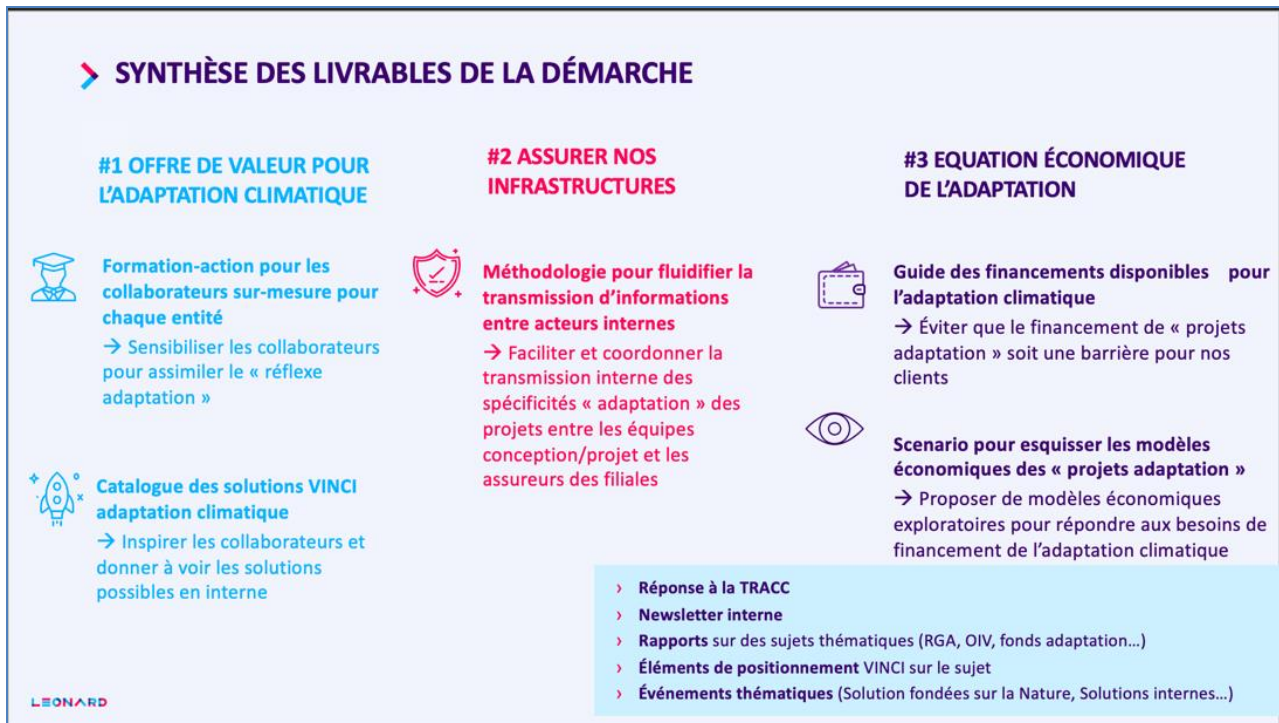 SYNTHÈSE DES LIVRABLES DE LA DÉMARCHE
#1 OFFRE DE VALEUR POUR
L'ADAPTATION CLIMATIQUE
Formation-action pour les
collaborateurs sur-mesure pour
chaque entité
→ Sensibiliser les collaborateurs
pour assimiler le « réflexe
adaptation »
Catalogue des solutions VINCI
adaptation climatique
→ Inspirer les collaborateurs et
donner à voir les solutions
possibles en interne
#2 ASSURER NOS
INFRASTRUCTURES
Méthodologie pour fluidifier la
transmission d'informations
entre acteurs internes
→ Faciliter et coordonner la
transmission interne des
spécificités « adaptation » des
projets entre les équipes
conception/projet et les
assureurs des filiales
#3 EQUATION ÉCONOMIQUE
DE L'ADAPTATION
Guide des financements disponibles pour
l'adaptation climatique
→ Éviter que le financement de « projets
adaptation » soit une barrière pour nos
clients
Scenario pour esquisser les modèles
économiques des « projets adaptation »
→ Proposer de modèles économiques
exploratoires pour répondre aux besoins de
financement de l'adaptation climatique
› Réponse à la TRACC
› Newsletter interne
› Rapports sur des sujets thématiques (RGA, OIV, fonds adaptation…)
› Éléments de positionnement VINCI sur le sujet
› Événements thématiques (Solution fondées sur la Nature, Solutions internes…)
LEONARD